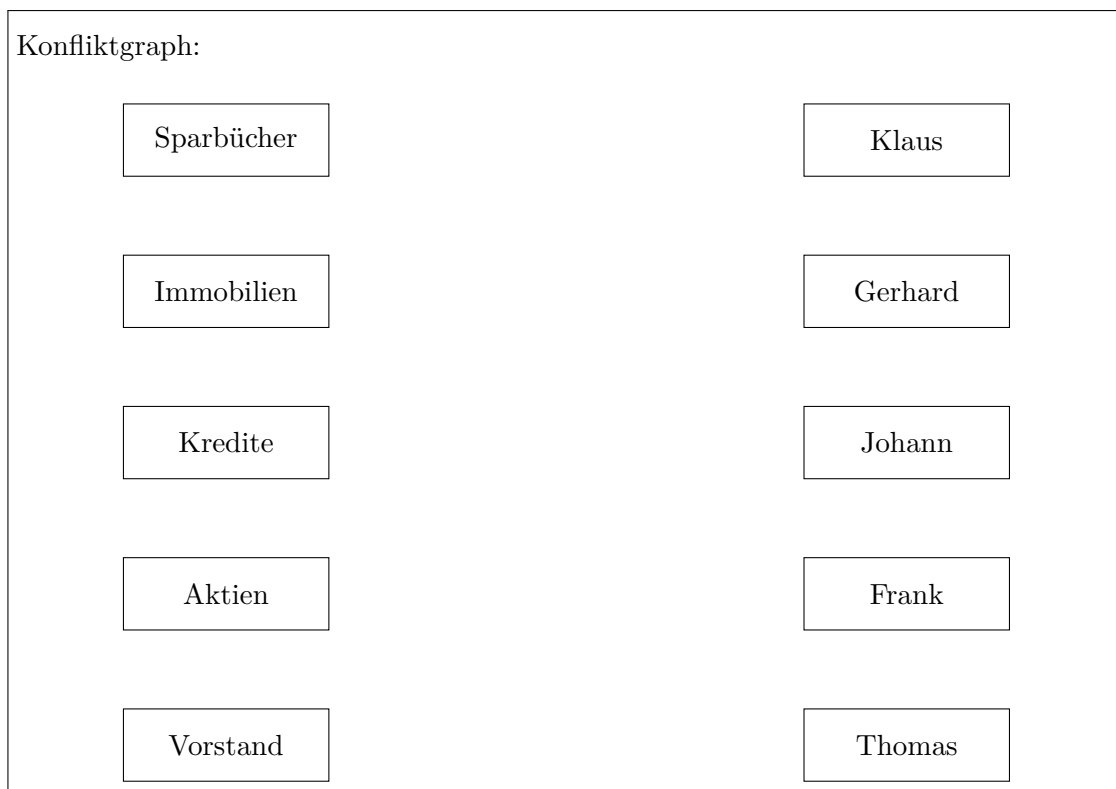 Konfliktgraph:
Sparbücher Klaus
Immobilien Gerhard
Kredite Johann
Aktien Frank
Vorstand Thomas